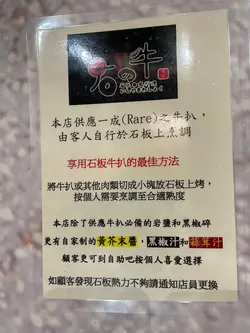 石の牛
本店供應一成(Rare)之牛扒，
由客人自行於石板上烹調
享用石板牛扒的最佳方法
將牛扒或其他肉類切成小塊放石板上烤，
按個人需要烹調至合適熟度
本店除了供應牛扒必備的岩鹽和黑椒碎
更有自家制的黃芥末醬，黑椒汁和蒜茸汁
顧客更可到自助吧按個人喜愛選擇
如顧客發現石板熱力不夠請通知店員更換